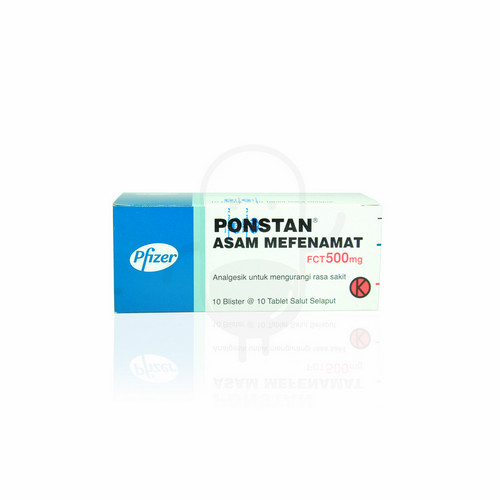 Pfizer
PONSTAN®
ASAM MEFENAMAT
FCT500mg
Analgesik untuk mengurangi rasa sakit
K
10 Blister @ 10 Tablet Salut Selaput